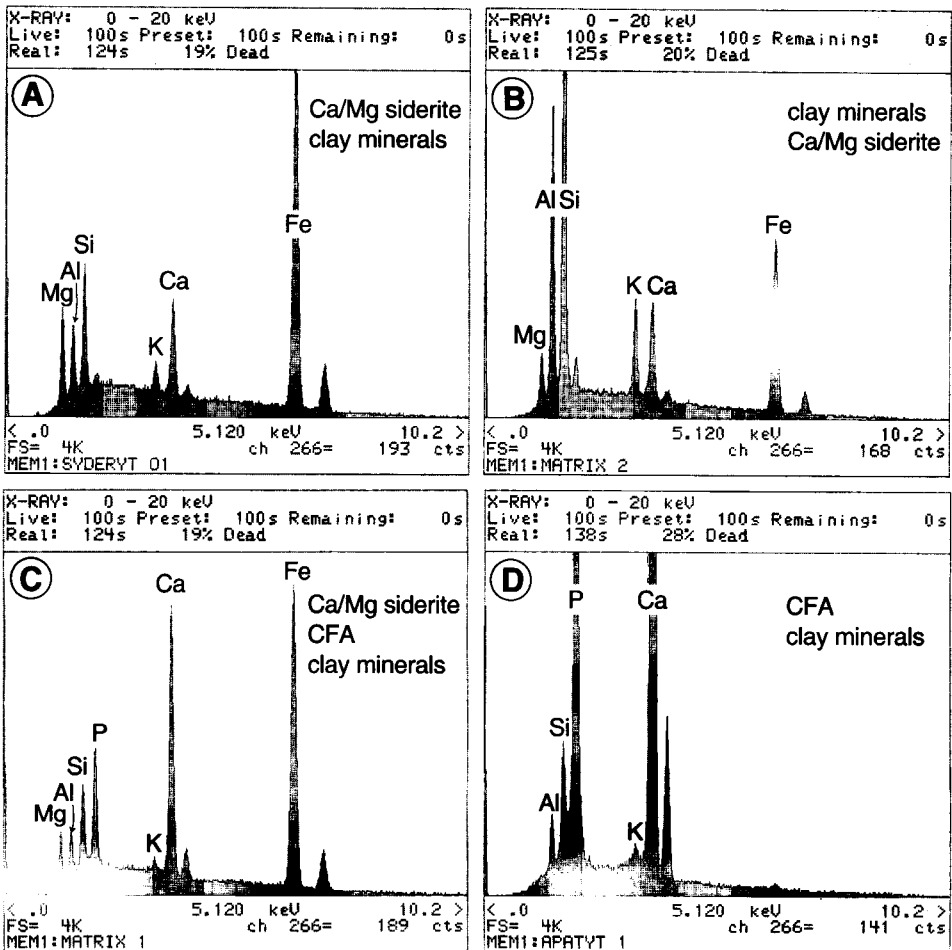 X-RAY: 0 - 20 keV
Live: 100s Preset: 100s Remaining: 0s
Real: 124s 19% Dead
A
Ca/Mg siderite
clay minerals
Fe
Si
Al
Mg
Ca
K
< .0 5.120 keV 10.2 >
FS= 4K ch 266= 193 cts
MEM1:SYDERYT 01
X-RAY: 0 - 20 keV
Live: 100s Preset: 100s Remaining: 0s
Real: 125s 20% Dead
B
clay minerals
Ca/Mg siderite
Al Si
Fe
K Ca
Mg
< .0 5.120 keV 10.2 >
FS= 4K ch 266= 168 cts
MEM1:MATRIX 2
X-RAY: 0 - 20 keV
Live: 100s Preset: 100s Remaining: 0s
Real: 124s 19% Dead
C
Ca
Fe
Ca/Mg siderite
CFA
clay minerals
P
Si
Al
Mg
K
< .0 5.120 keV 10.2 >
FS= 4K ch 266= 189 cts
MEM1:MATRIX 1
X-RAY: 0 - 20 keV
Live: 100s Preset: 100s Remaining: 0s
Real: 138s 28% Dead
D
P
Ca
CFA
clay minerals
Si
Al
K
< .0 5.120 keV 10.2 >
FS= 4K ch 266= 141 cts
MEM1:APATYT 1